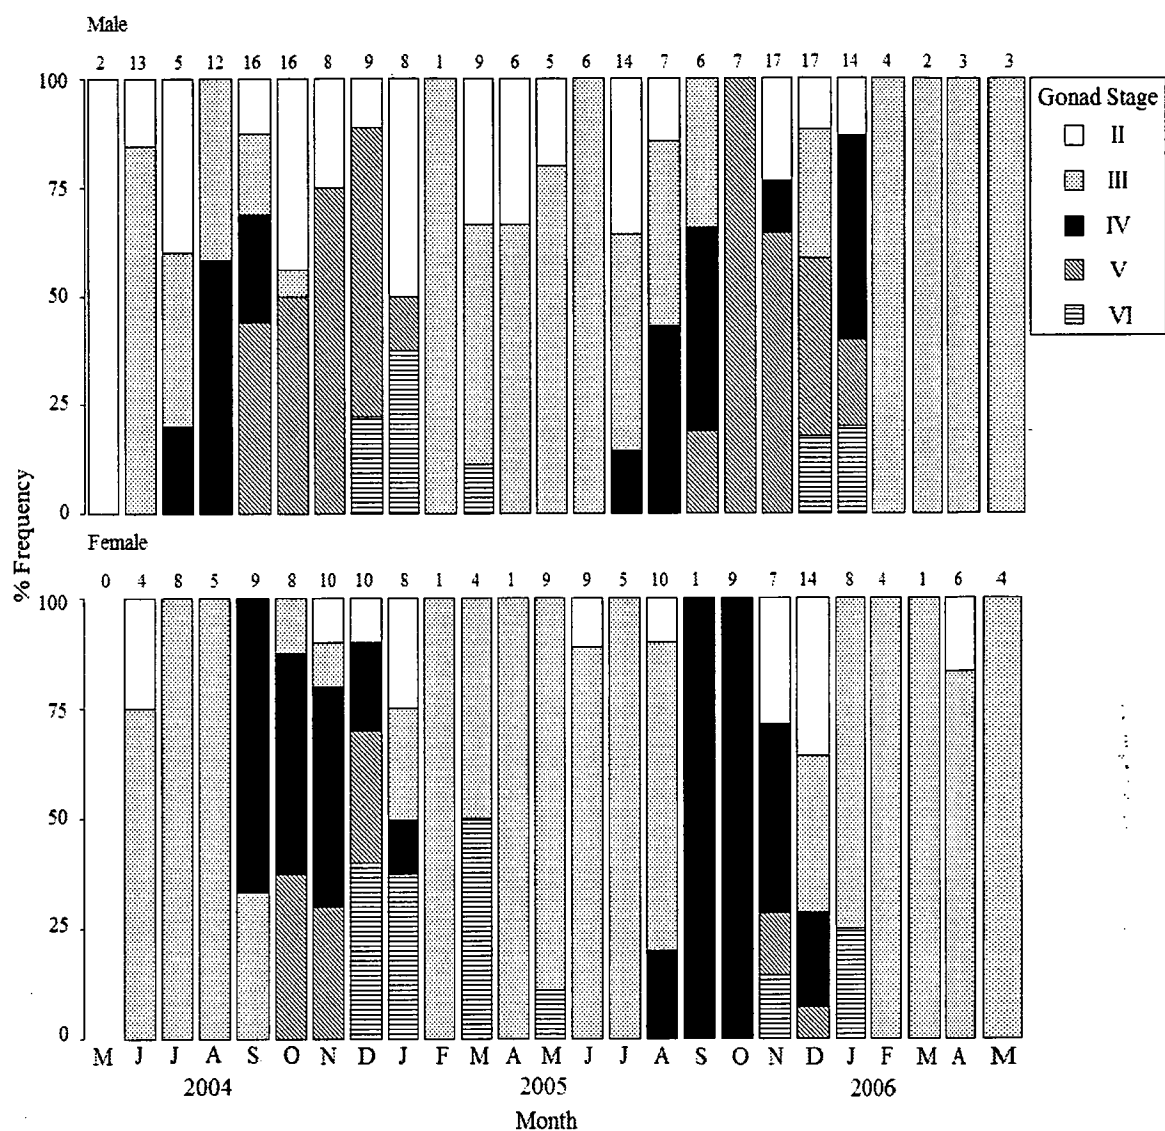 Male
2 13 5 12 16 16 8 9 8 1 9 6 5 6 14 7 6 7 17 17 14 4 2 3 3
100
75
50
25
0
Gonad Stage
II
III
IV
V
VI
% Frequency
Female
0 4 8 5 9 8 10 10 8 1 4 1 9 9 5 10 1 9 7 14 8 4 1 6 4
100
75
50
25
0
M J J A S O N D J F M A M J J A S O N D J F M A M
2004 2005 2006
Month